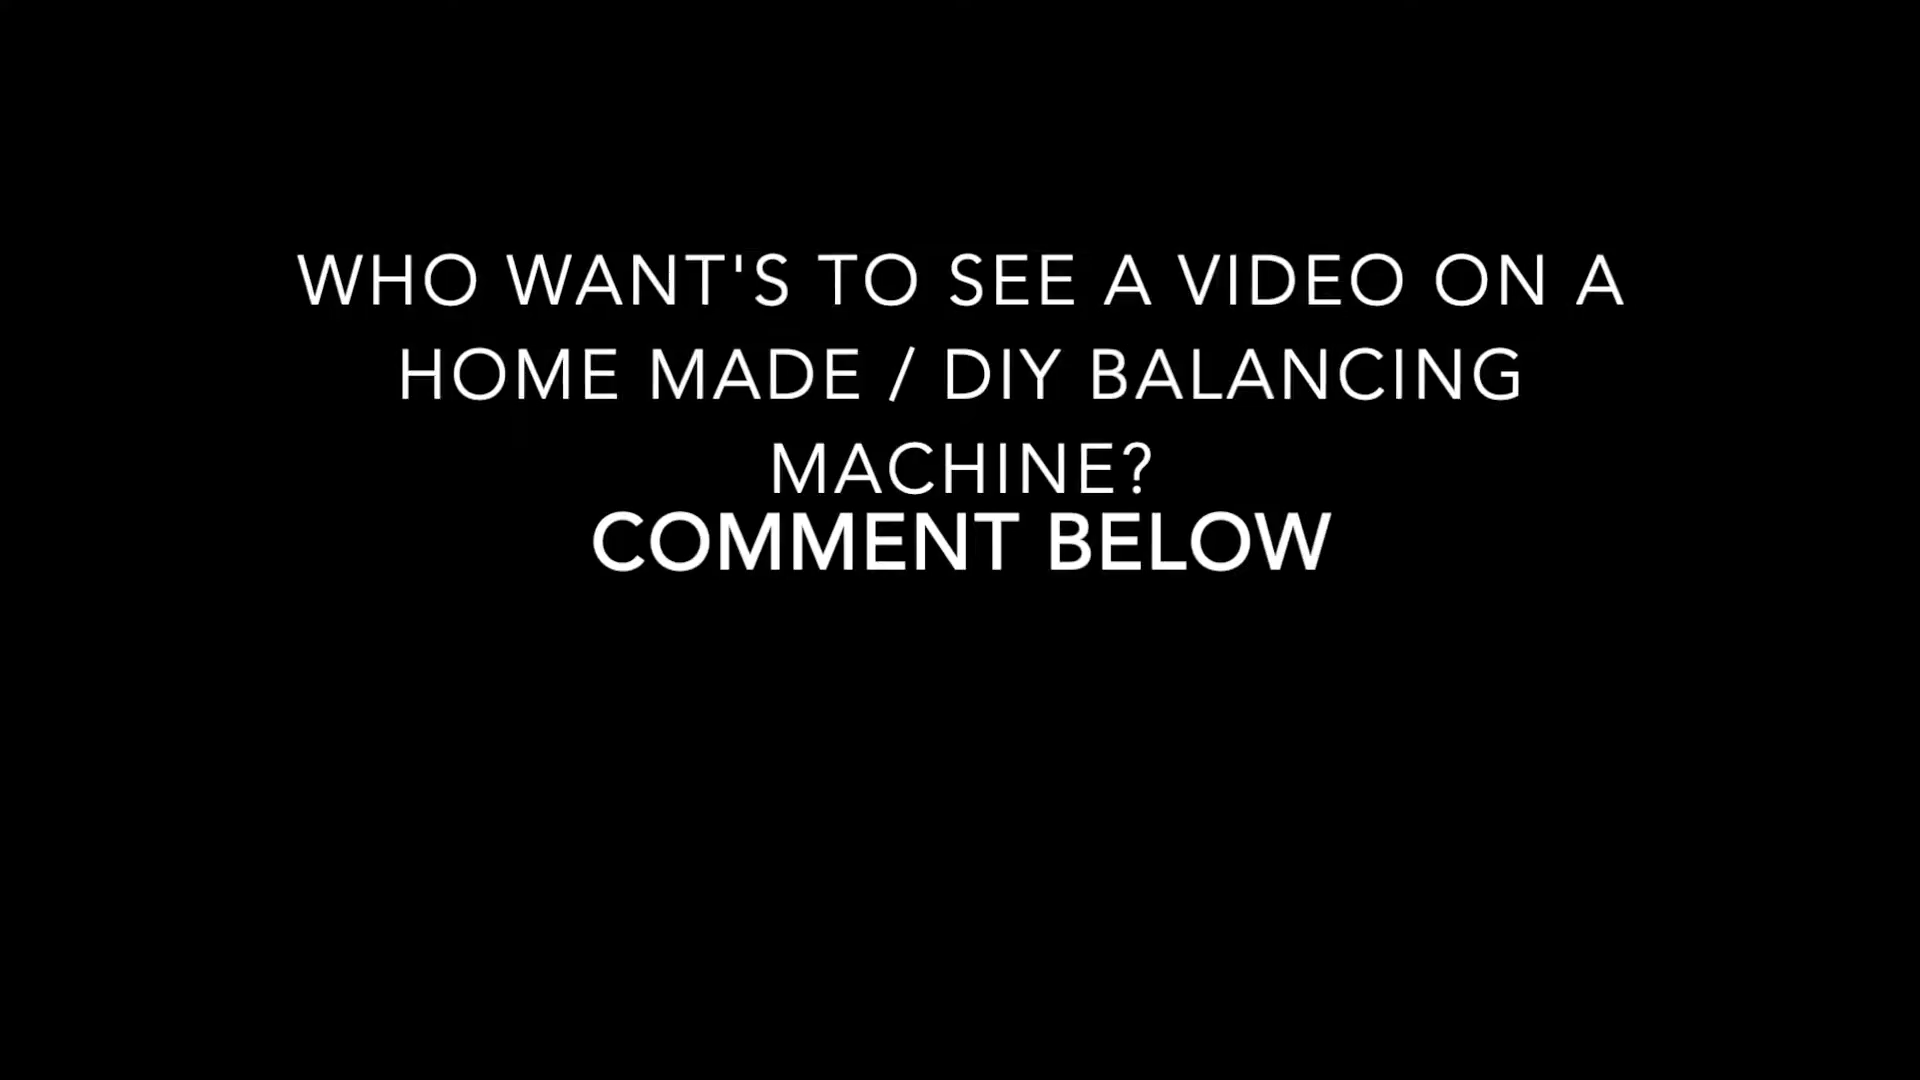 WHO WANT'S TO SEE A VIDEO ON A
HOME MADE / DIY BALANCING
MACHINE?
COMMENT BELOW